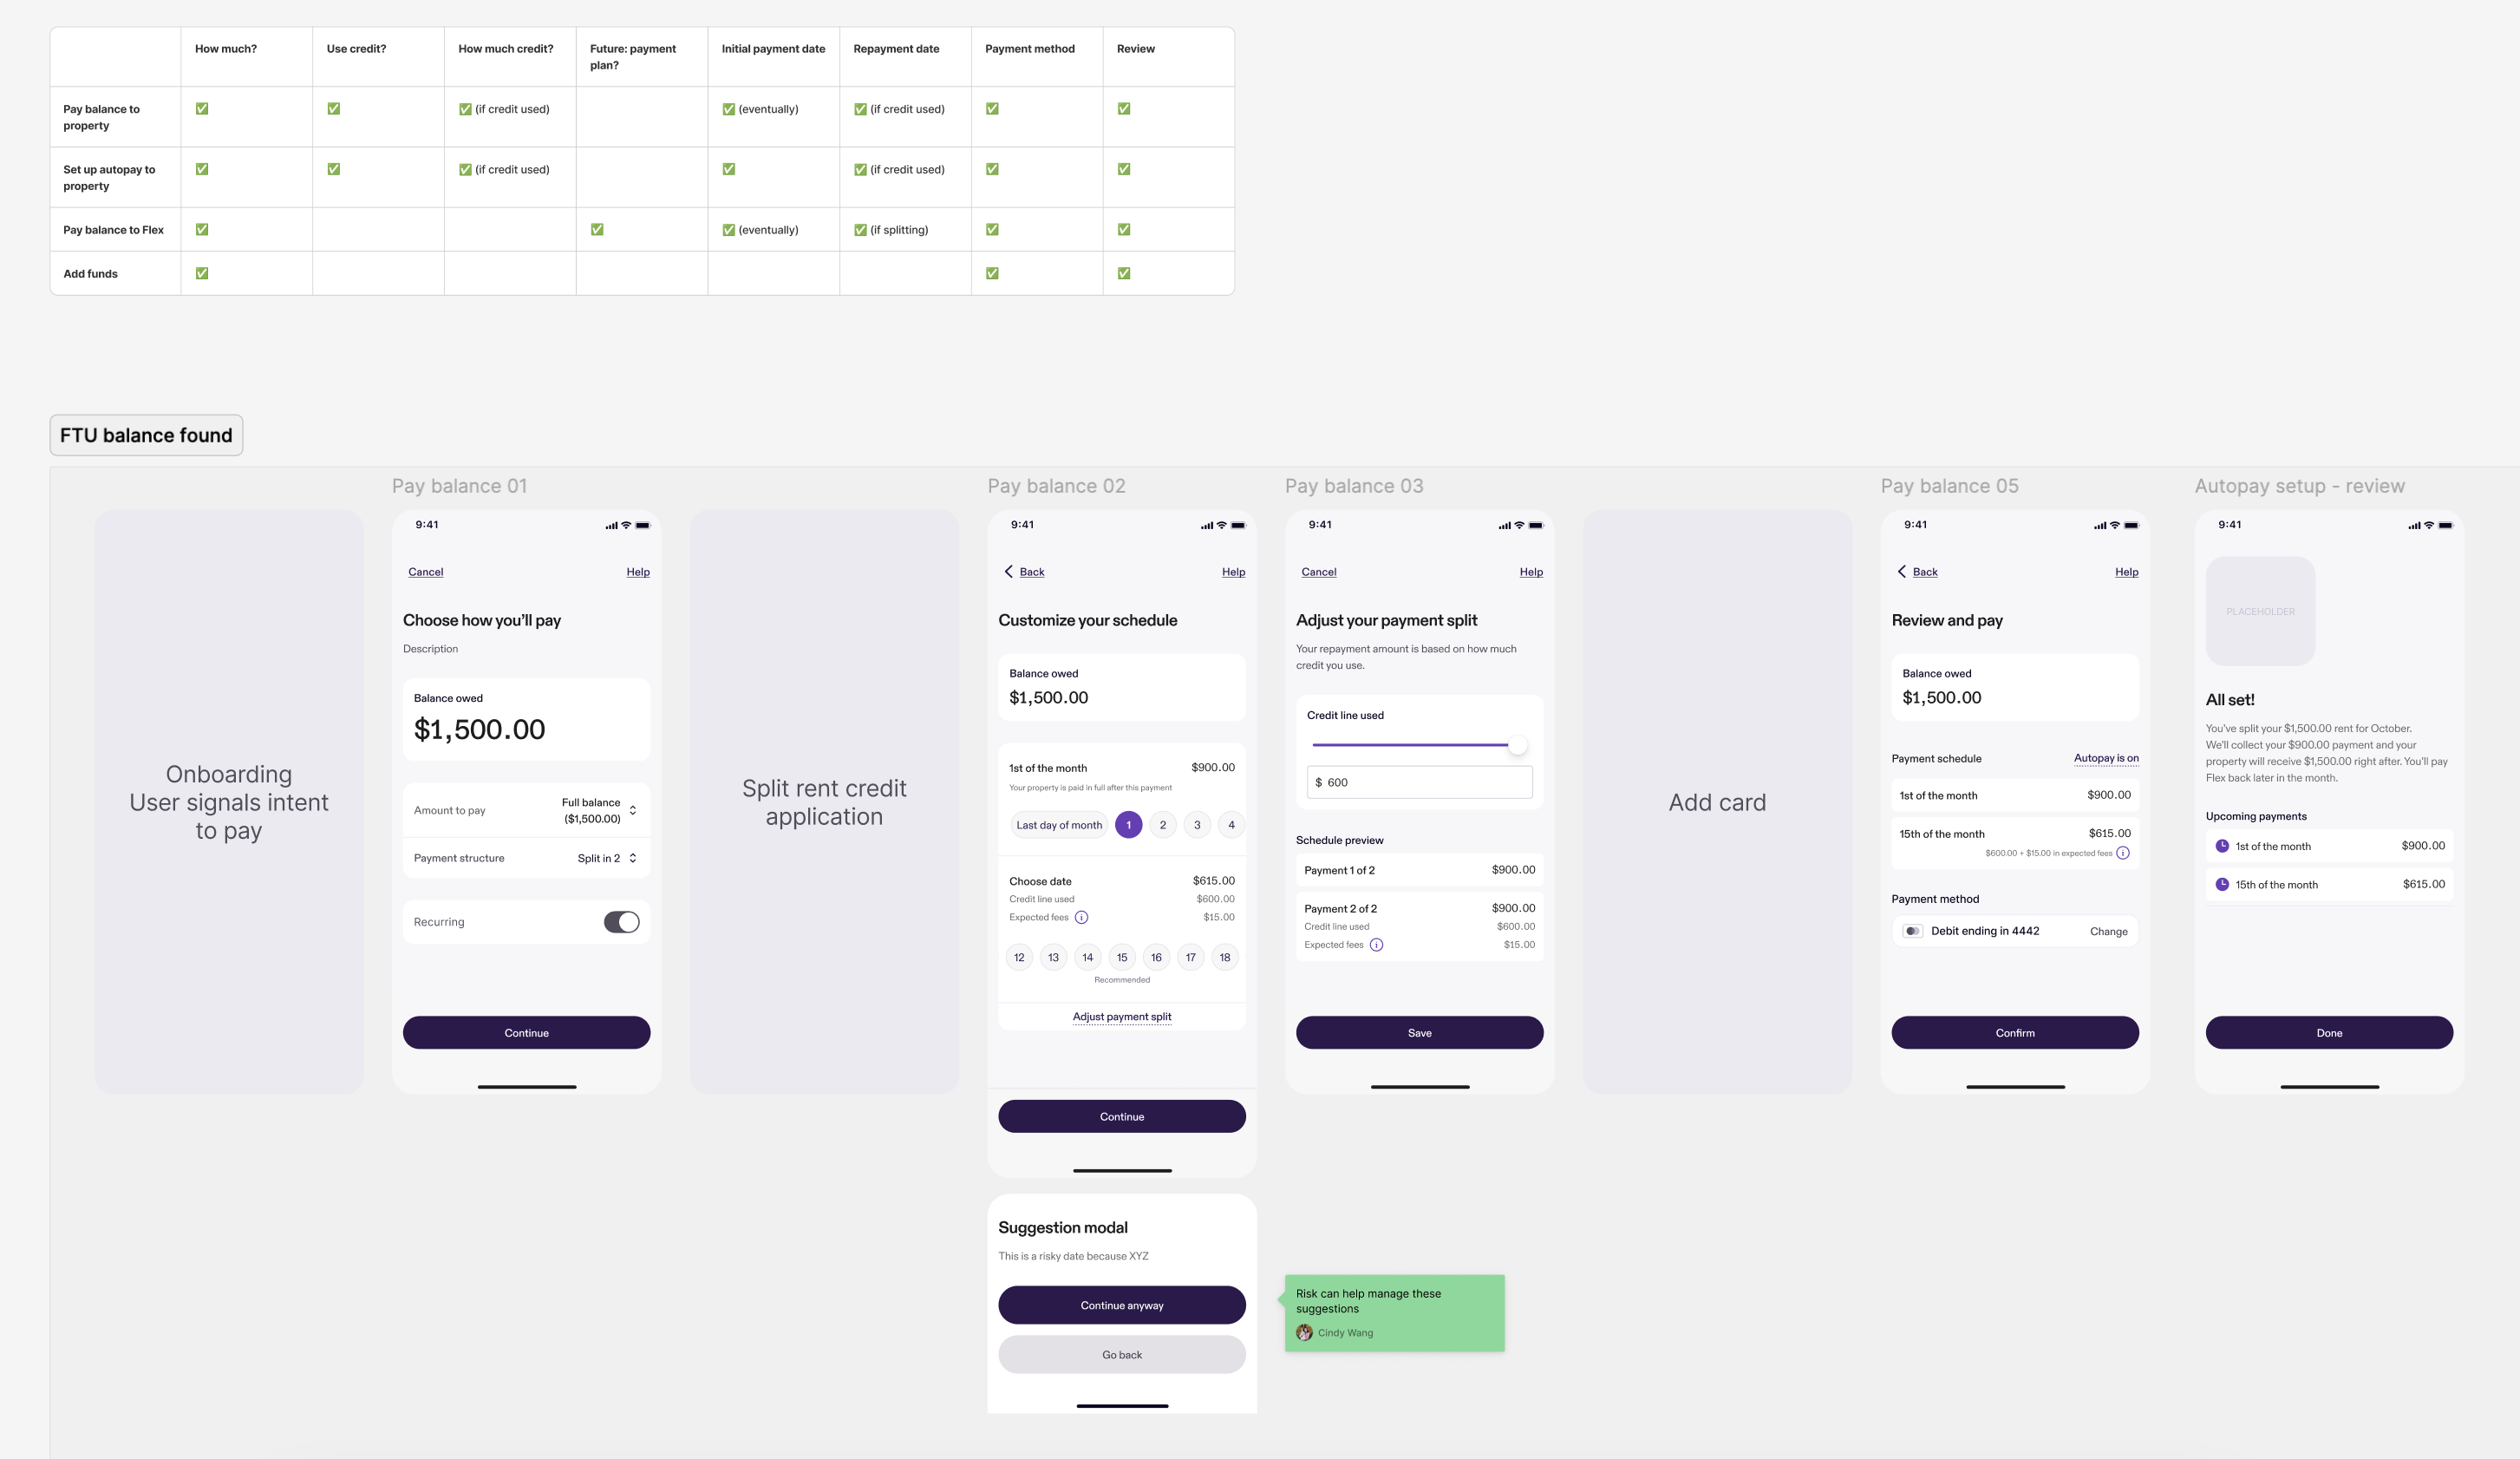 How much?
Use credit?
How much credit?
Future: payment
plan?
Initial payment date
Repayment date
Payment method
Review
Pay balance to
property
✅
✅
✅ (if credit used)
✅ (eventually)
✅ (if credit used)
✅
✅
Set up autopay to
property
✅
✅
✅ (if credit used)
✅
✅ (if credit used)
✅
✅
Pay balance to Flex
✅
✅
✅ (eventually)
✅ (if splitting)
✅
✅
Add funds
✅
✅
✅
FTU balance found
Onboarding
User signals intent
to pay
Pay balance 01
9:41
Cancel
Help
Choose how you’ll pay
Description
Balance owed
$1,500.00
Amount to pay
Full balance
($1,500.00)
Payment structure
Split in 2
Recurring
Continue
Split rent credit
application
Pay balance 02
9:41
Back
Help
Customize your schedule
Balance owed
$1,500.00
1st of the month
$900.00
Your property is paid in full after this payment
Last day of month
1
2
3
4
Choose date
$615.00
Credit line used
$600.00
Expected fees
$15.00
12
13
14
15
16
17
18
Recommended
Adjust payment split
Continue
Suggestion modal
This is a risky date because XYZ
Continue anyway
Go back
Pay balance 03
9:41
Cancel
Help
Adjust your payment split
Your repayment amount is based on how much
credit you use.
Credit line used
$ 600
Schedule preview
Payment 1 of 2
$900.00
Payment 2 of 2
$900.00
Credit line used
$600.00
Expected fees
$15.00
Save
Risk can help manage these
suggestions
Cindy Wang
Add card
Pay balance 05
9:41
Back
Help
Review and pay
Balance owed
$1,500.00
Payment schedule
Autopay is on
1st of the month
$900.00
15th of the month
$615.00
$600.00 + $15.00 in expected fees
Payment method
Debit ending in 4442
Change
Confirm
Autopay setup - review
9:41
PLACEHOLDER
All set!
You’ve split your $1,500.00 rent for October.
We’ll collect your $900.00 payment and your
property will receive $1,500.00 right after. You’ll pay
Flex back later in the month.
Upcoming payments
1st of the month
$900.00
15th of the month
$615.00
Done